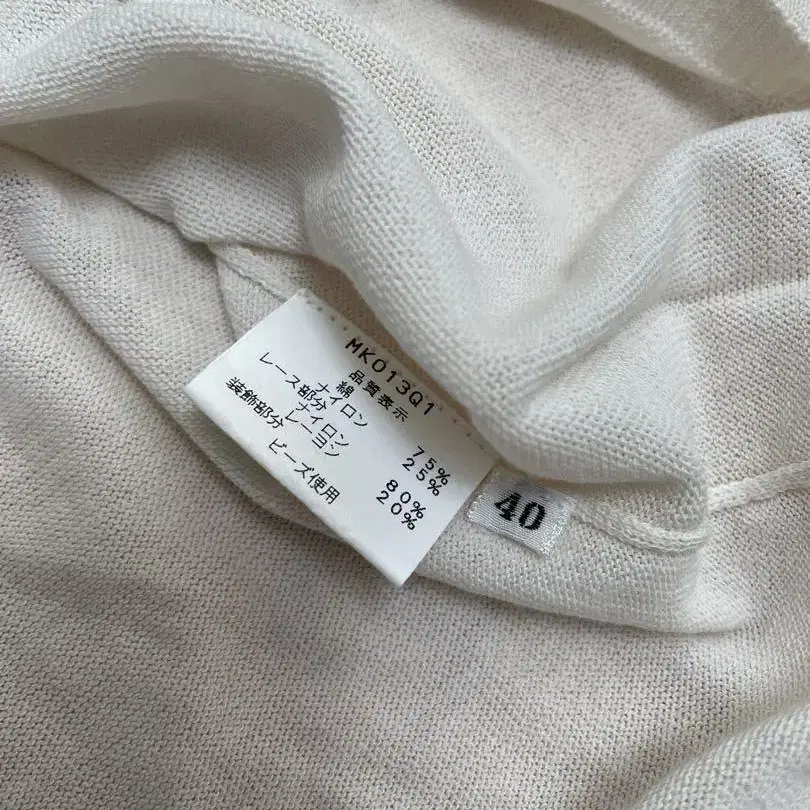 MK013Q1
品質表示
綿 75%
ナイロン 25%
レース部分
ナイロン 80%
レーヨン 20%
装飾部分
ビーズ使用
40